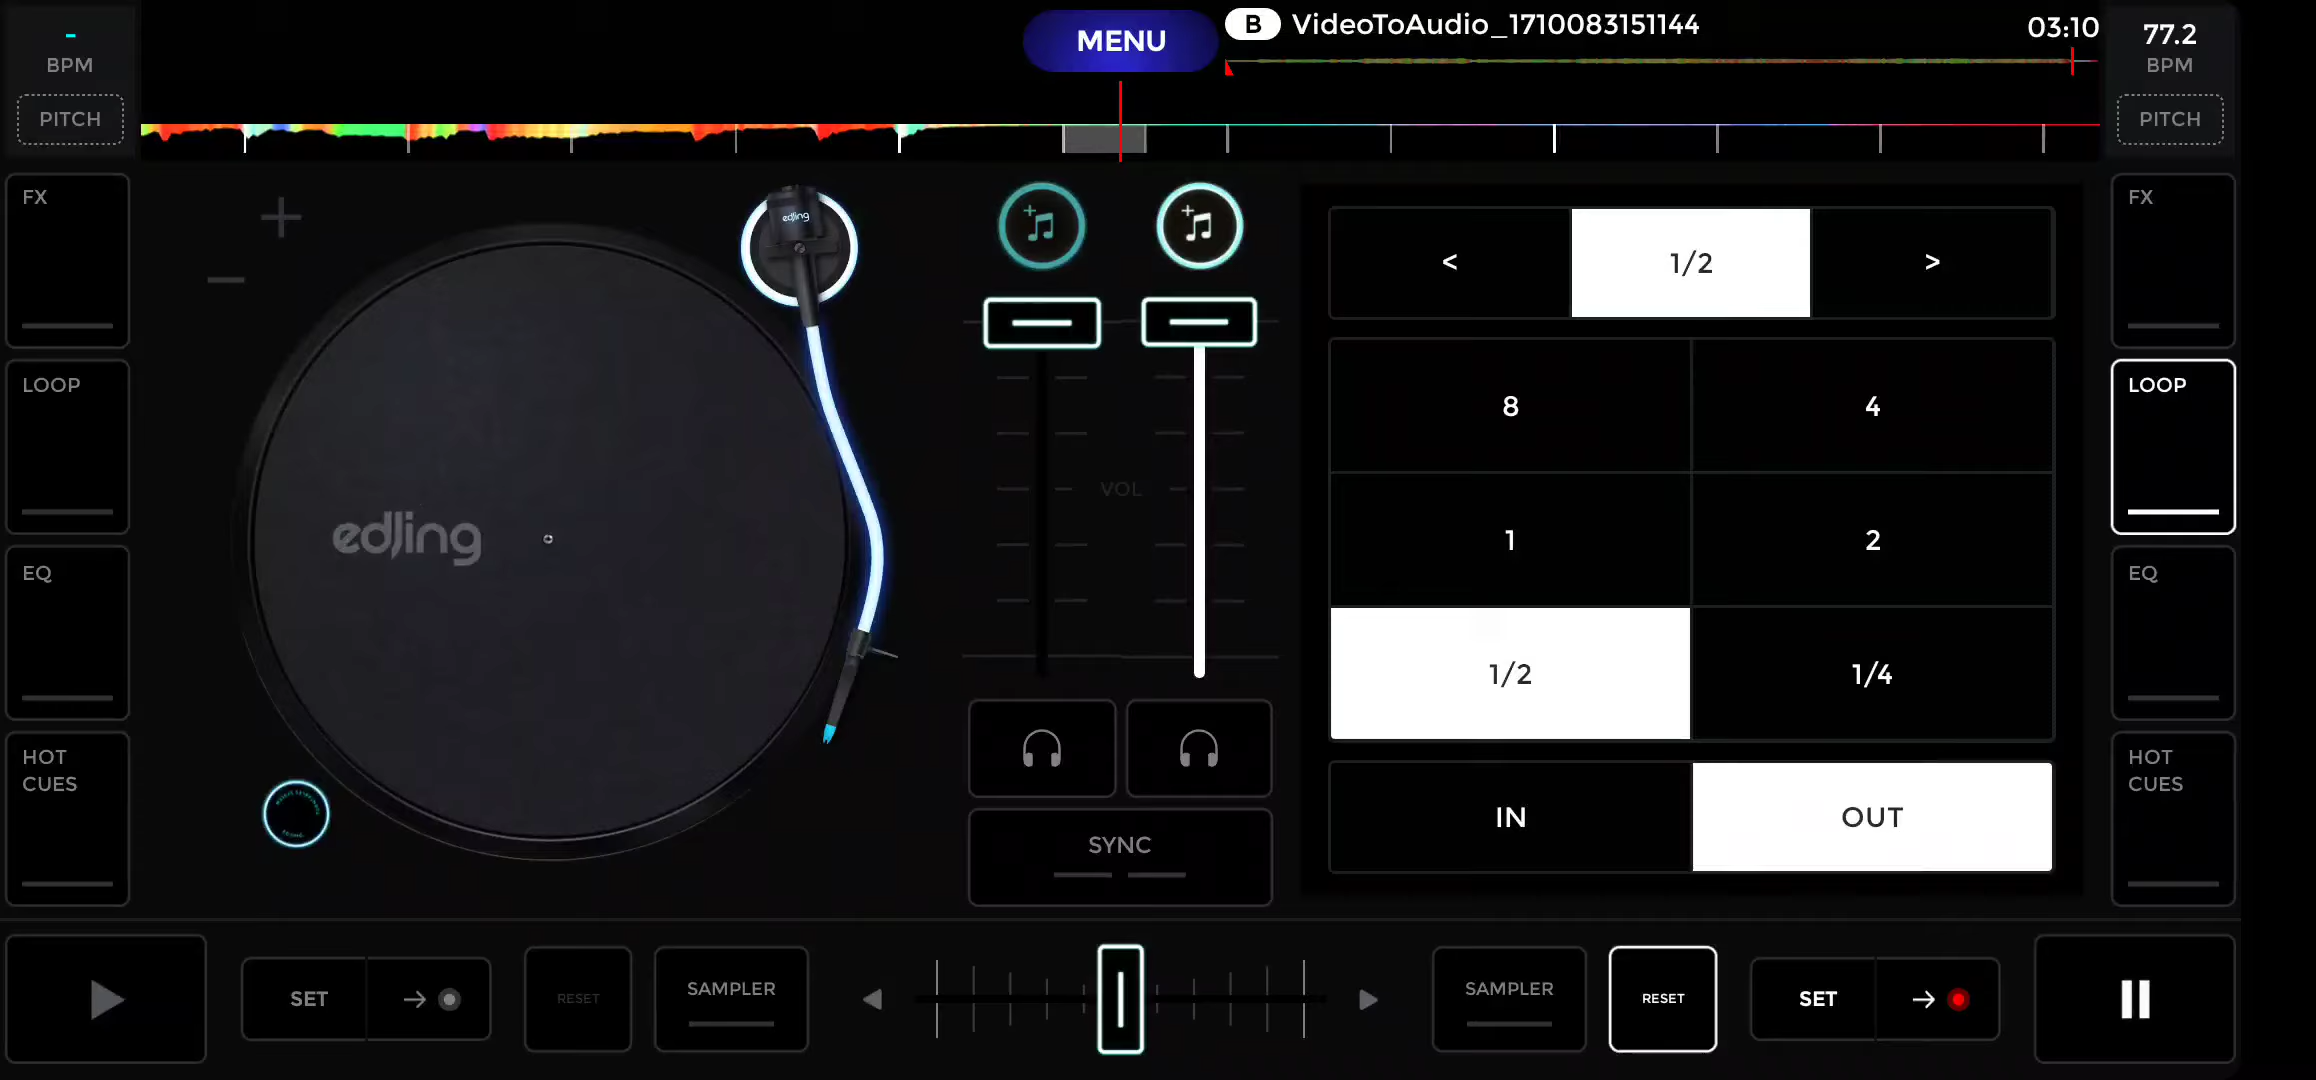 -
BPM
PITCH
MENU
B VideoToAudio_1710083151144
03:10
77.2
BPM
PITCH
FX
LOOP
EQ
HOT
CUES
edjing
edjing
VOL
SYNC
< 1/2 >
8 4
1 2
1/2 1/4
IN OUT
FX
LOOP
EQ
HOT
CUES
SET
RESET
SAMPLER
SAMPLER
RESET
SET